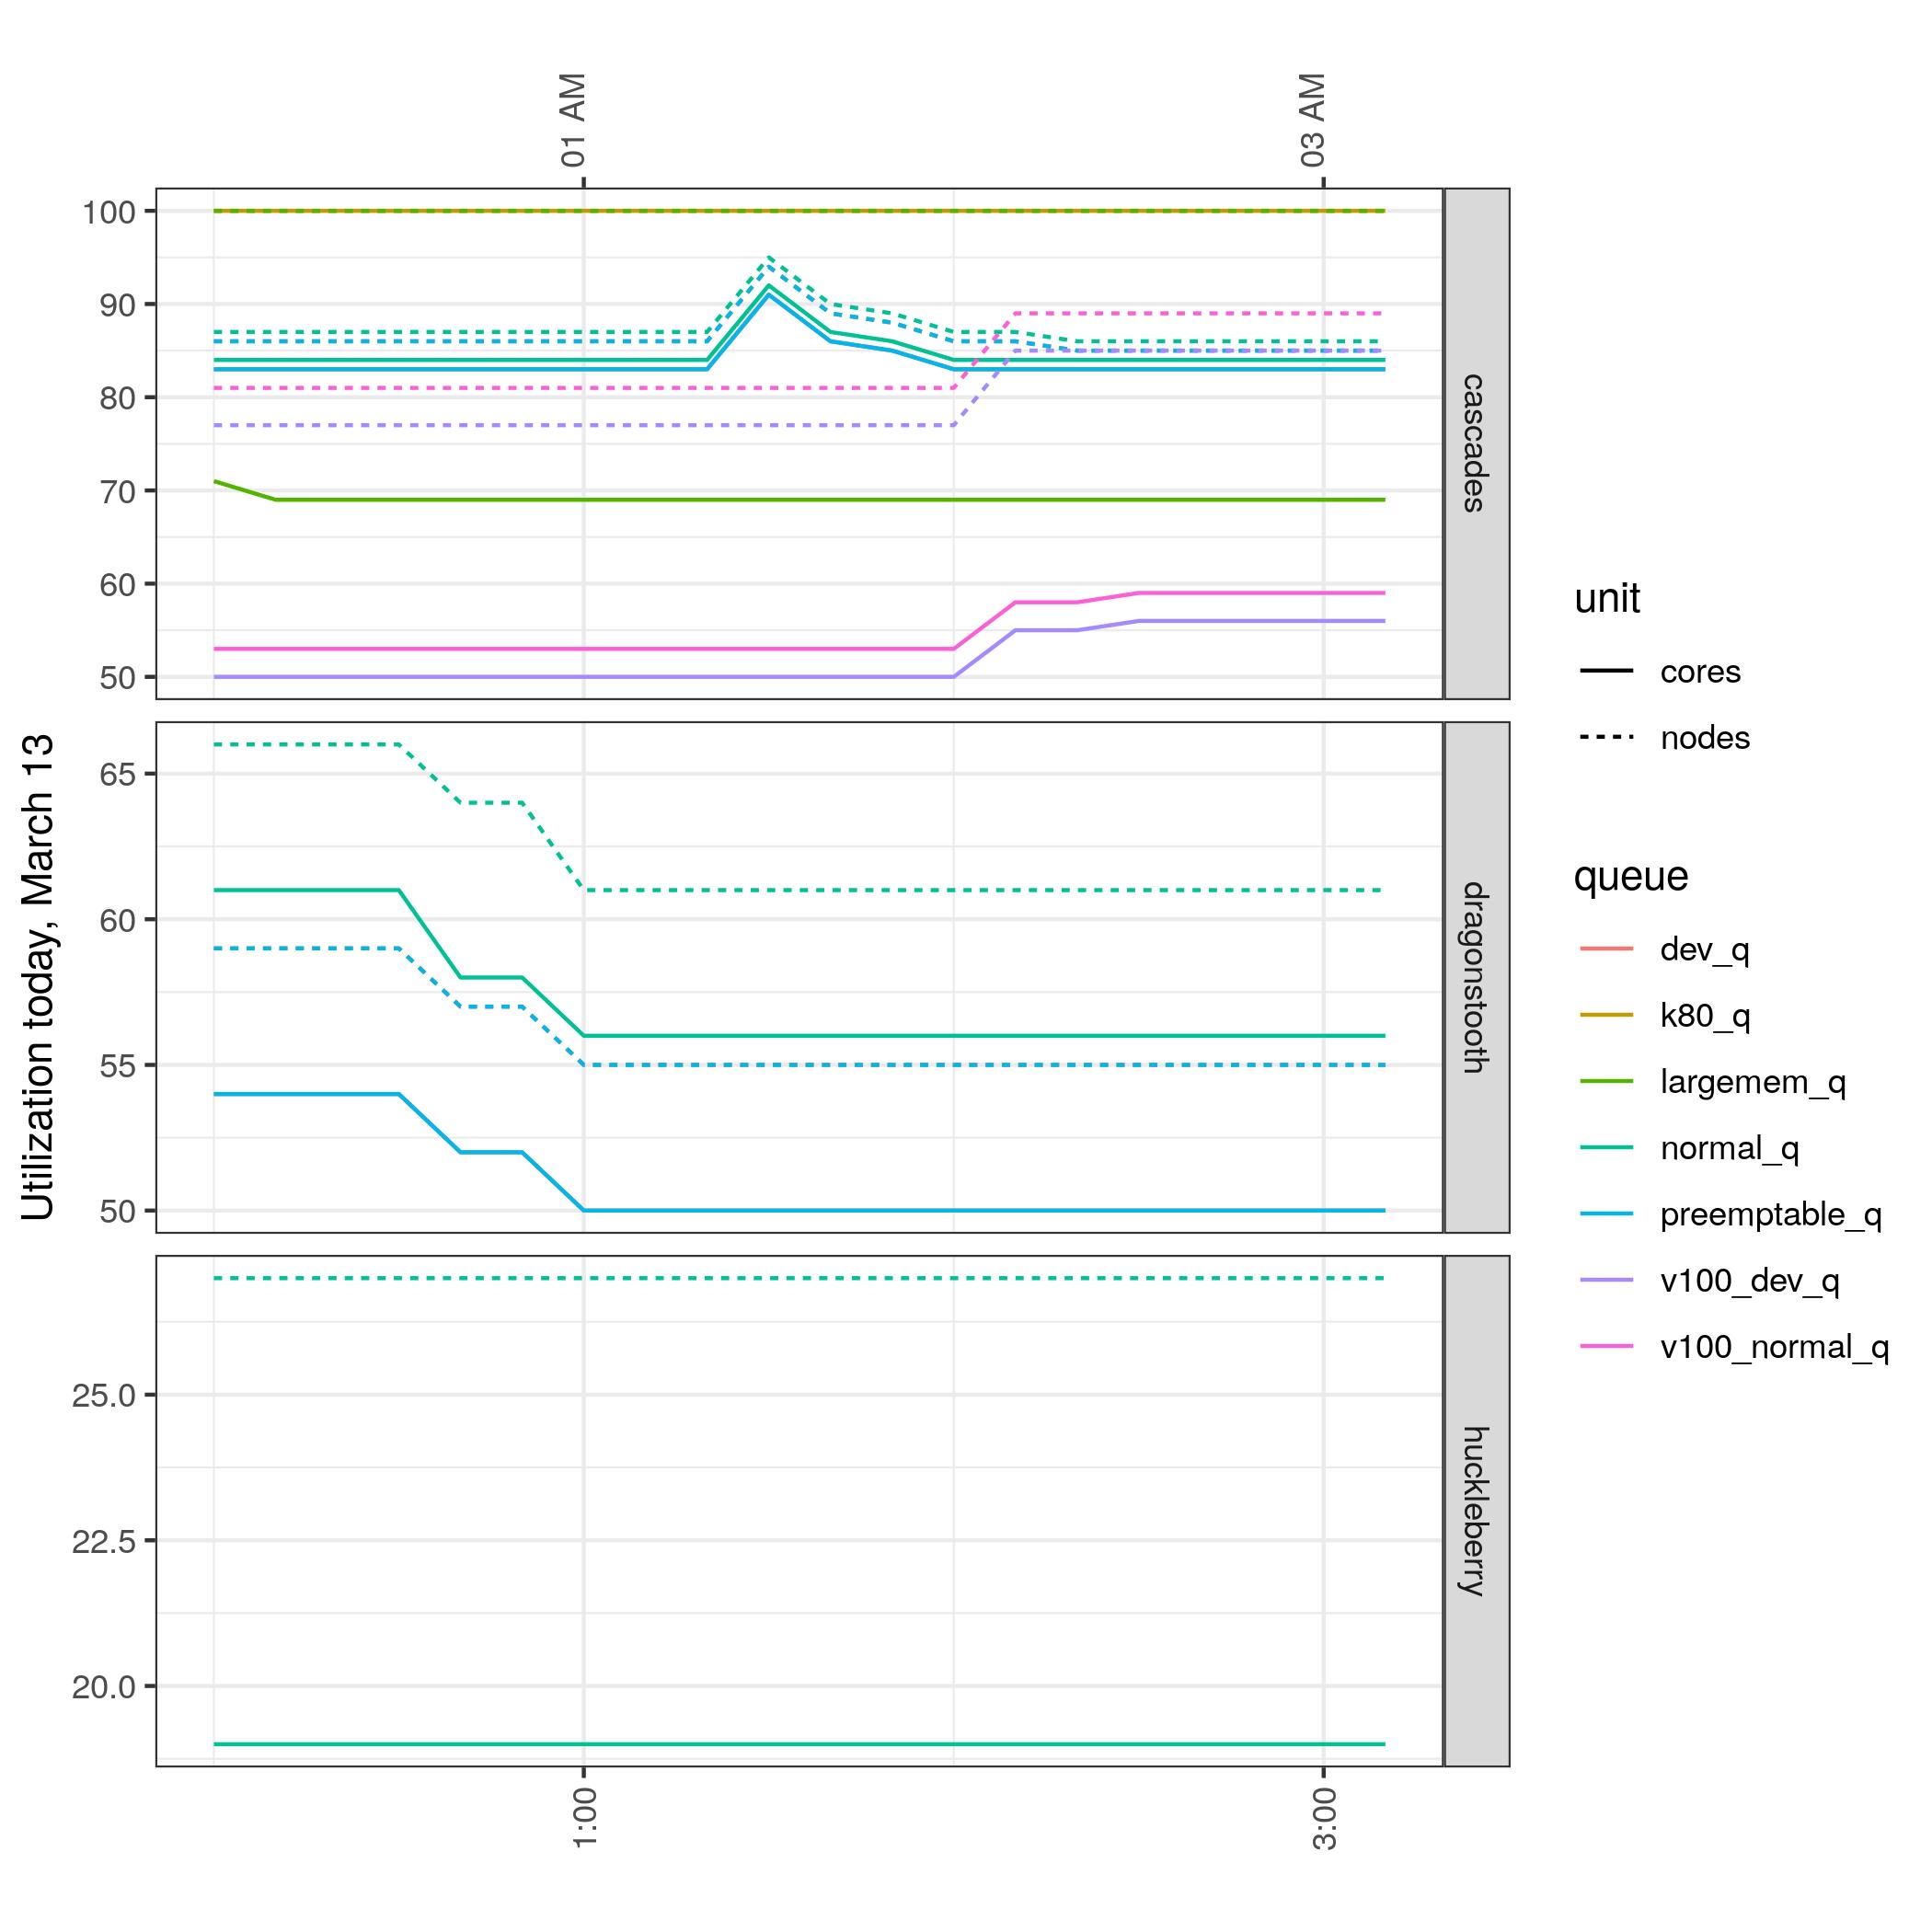 01 AM
03 AM
100
90
80
70
60
50
cascades
Utilization today, March 13
65
60
55
50
dragonstooth
25.0
22.5
20.0
huckleberry
1:00
3:00
unit
cores
nodes
queue
dev_q
k80_q
largemem_q
normal_q
preemptable_q
v100_dev_q
v100_normal_q